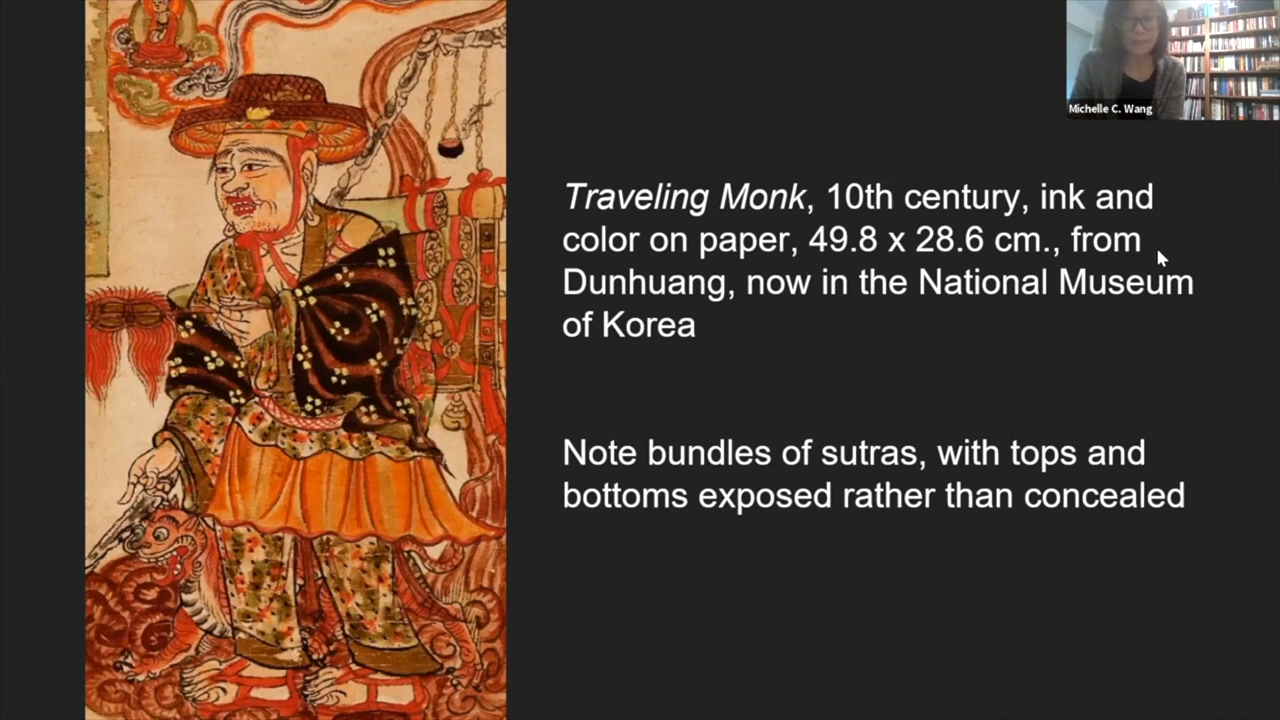 Michelle C. Wang
Traveling Monk, 10th century, ink and
color on paper, 49.8 x 28.6 cm., from
Dunhuang, now in the National Museum
of Korea
Note bundles of sutras, with tops and
bottoms exposed rather than concealed